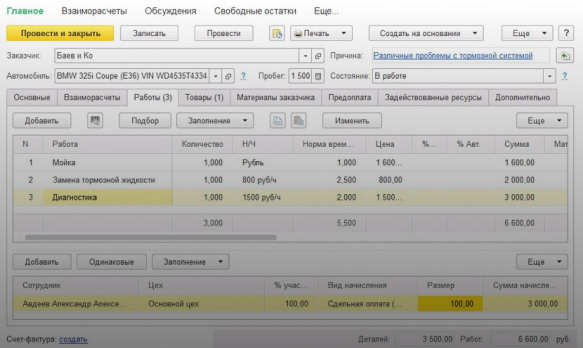 Главное Взаиморасчеты Обсуждения Свободные остатки Еще...
Провести и закрыть Записать Провести Печать Создать на основании Еще ?
Заказчик: Баев и Ко Причина: Различные проблемы с тормозной системой
Автомобиль: BMW 325i Coupe (E36) VIN WD4535T4334 ? Пробег: 1 500 Состояние: В работе ?
Основные Взаиморасчеты Работы (3) Товары (1) Материалы заказчика Предоплата Задействованные ресурсы Дополнительно
Добавить Подбор Заполнение Изменить Еще
N Работа Количество Н/Ч Норма врем... Цена %... % Авт. Сумма Мат
1 Мойка 1,000 Рубль 1,000 1 600... 1 600,00
2 Замена тормозной жидкости 1,000 800 руб/ч 2,500 800,00 2 000,00
3 Диагностика 1,000 1500 руб/ч 2,000 1 500... 3 000,00
3,000 5,500 6 600,00
Добавить Одинаковые Заполнение Еще
Сотрудник Цех % учас... Вид начисления Размер Сумма начисле...
Авдеев Александр Алексе... Основной цех 100,00 Сдельная оплата (... 100,00 3 000,00
Счет-фактура: создать Деталей: 3 500,00 Работ: 6 600,00 руб.